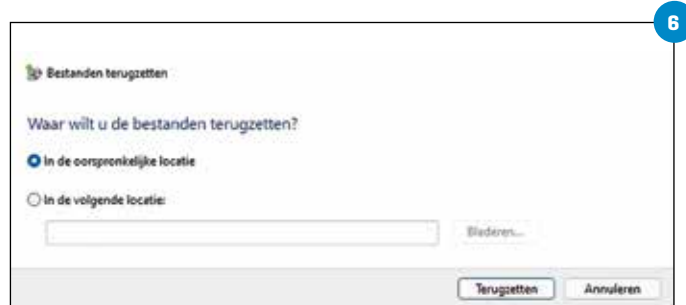 6
Bestanden terugzetten
Waar wilt u de bestanden terugzetten?
In de oorspronkelijke locatie
In de volgende locatie:
Bladeren...
Terugzetten Annuleren